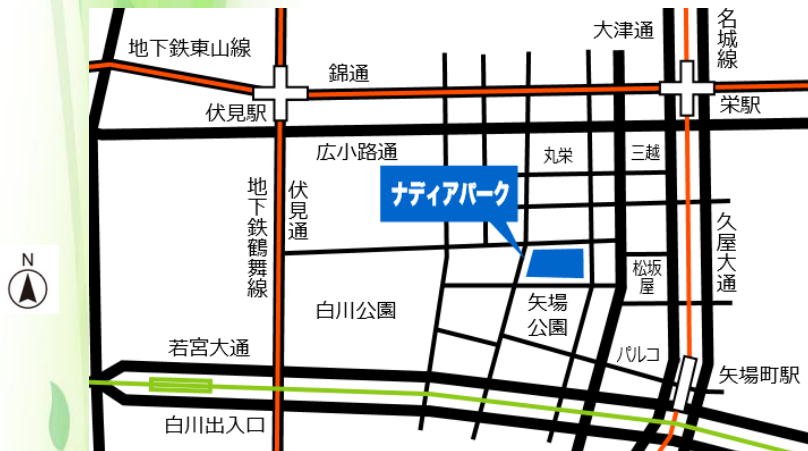 地下鉄東山線
大津通
名城線
錦通
伏見駅
栄駅
広小路通
丸栄
三越
ナディアパーク
地下鉄鶴舞線
伏見通
久屋大通
N
松坂
屋
白川公園
矢場
公園
若宮大通
パルコ
矢場町駅
白川出入口